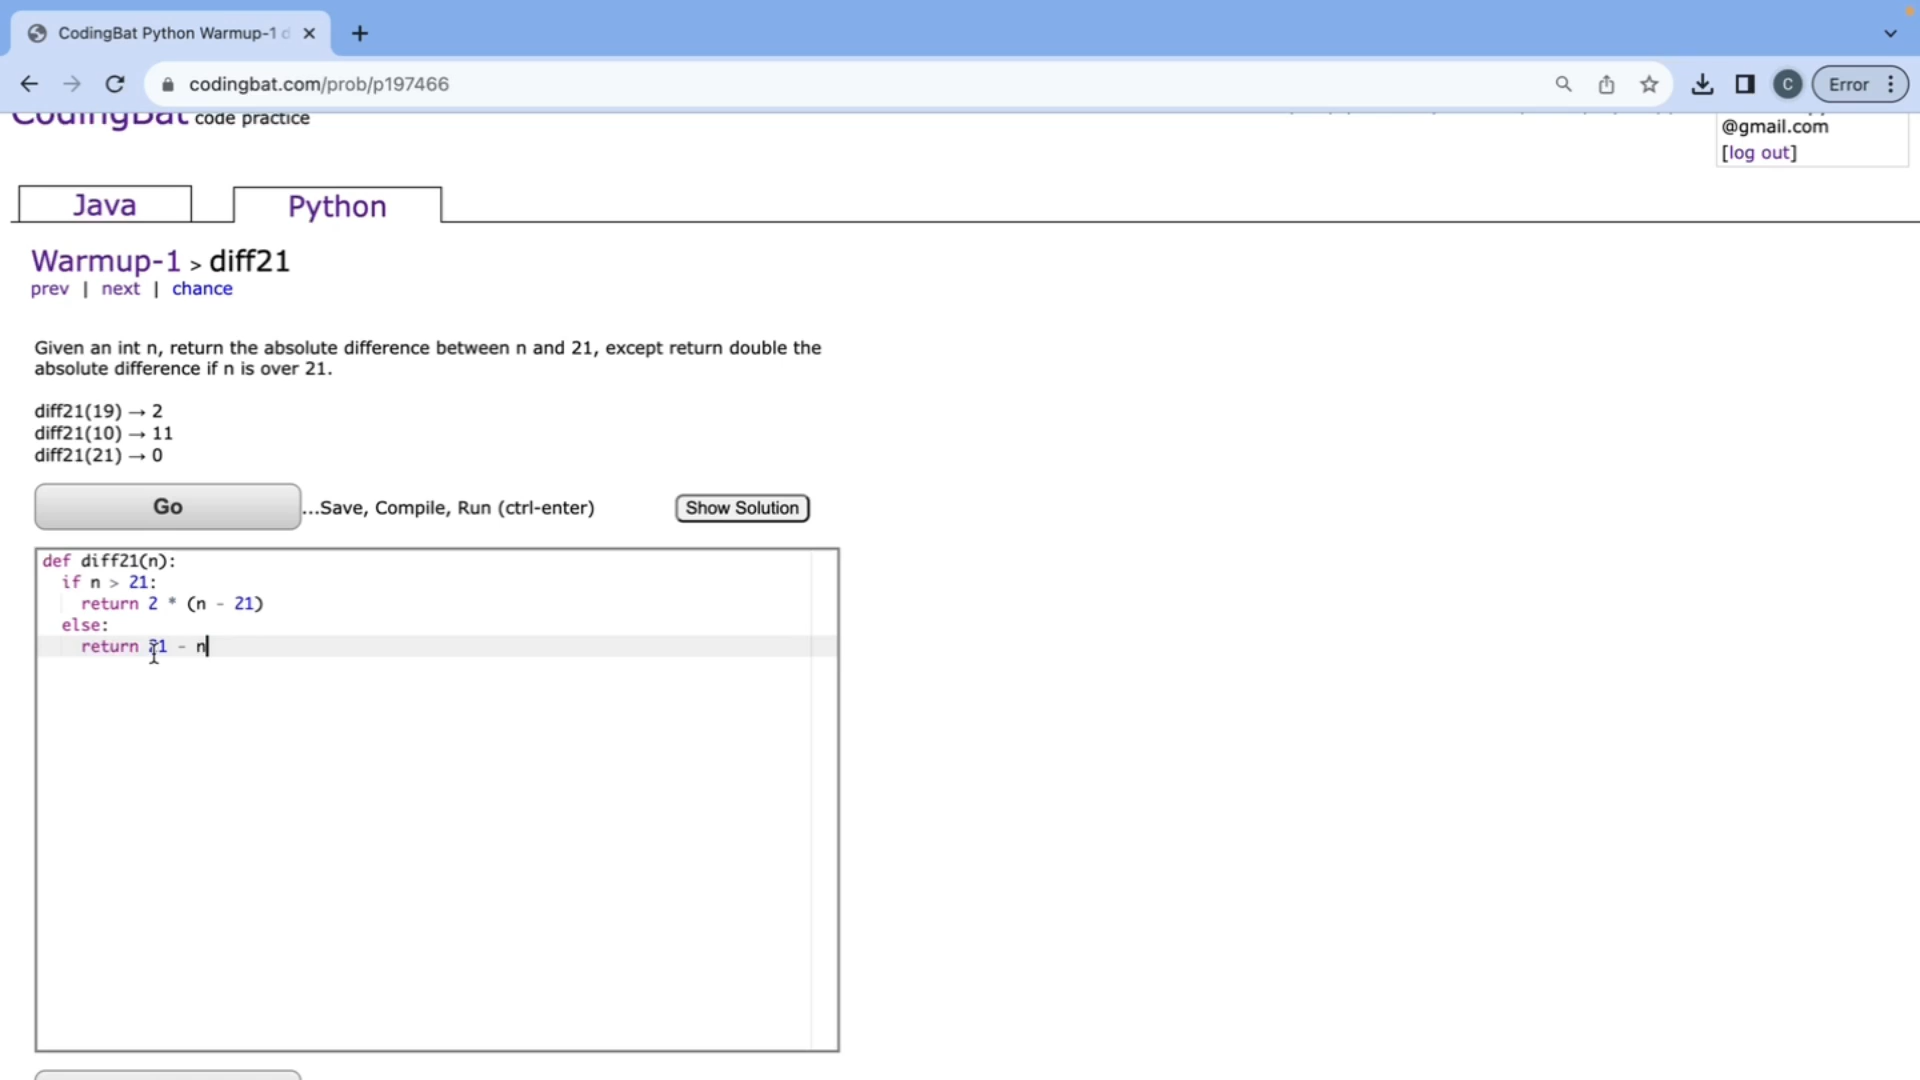 CodingBat Python Warmup-1 d
codingbat.com/prob/p197466
C
Error
CodingBat code practice
@gmail.com
[log out]
Java
Python
Warmup-1 > diff21
prev | next | chance
Given an int n, return the absolute difference between n and 21, except return double the
absolute difference if n is over 21.
diff21(19) → 2
diff21(10) → 11
diff21(21) → 0
Go
...Save, Compile, Run (ctrl-enter)
Show Solution
def diff21(n):
if n > 21:
return 2 * (n - 21)
else:
return 21 - n